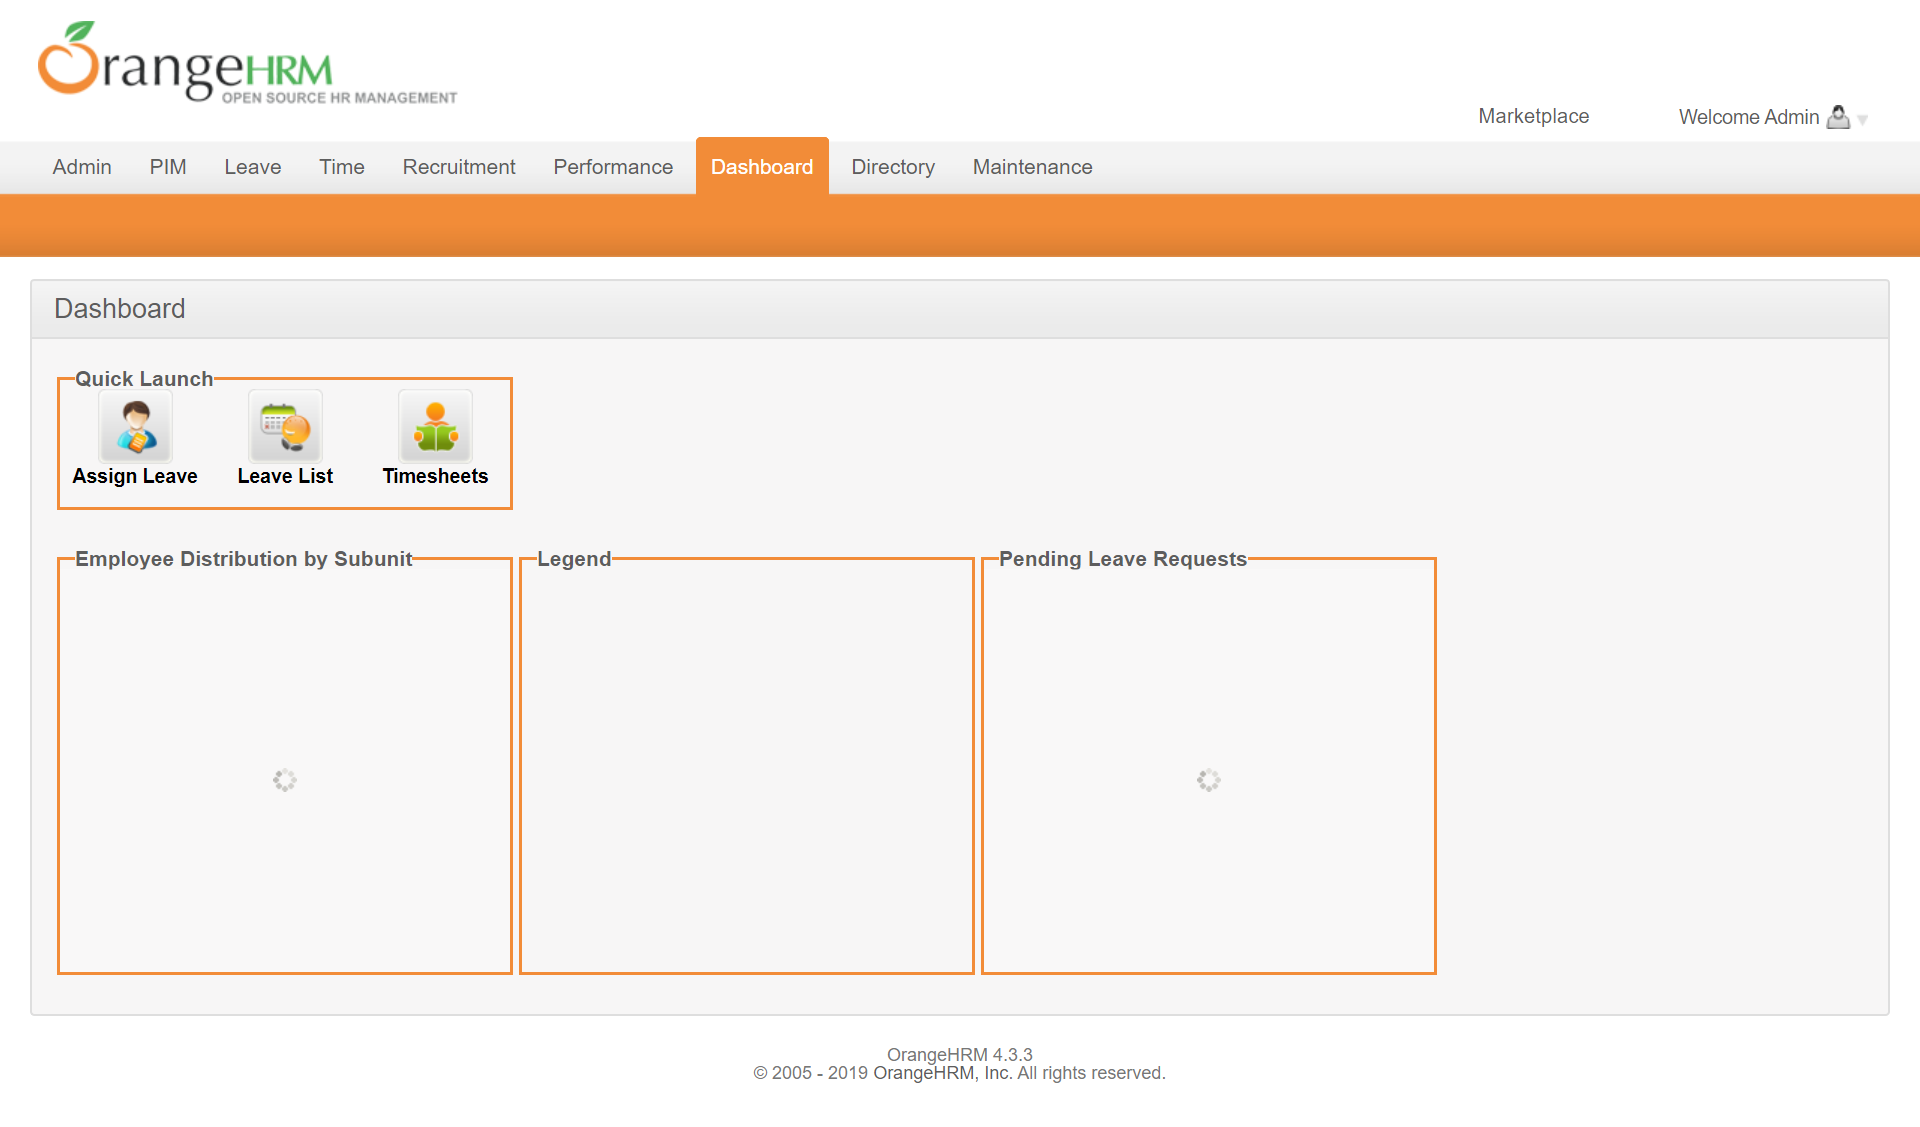 OrangeHRM
OPEN SOURCE HR MANAGEMENT
Marketplace
Welcome Admin
Admin PIM Leave Time Recruitment Performance Dashboard Directory Maintenance
Dashboard
Quick Launch
Assign Leave Leave List Timesheets
Employee Distribution by Subunit Legend Pending Leave Requests
OrangeHRM 4.3.3
© 2005 - 2019 OrangeHRM, Inc. All rights reserved.